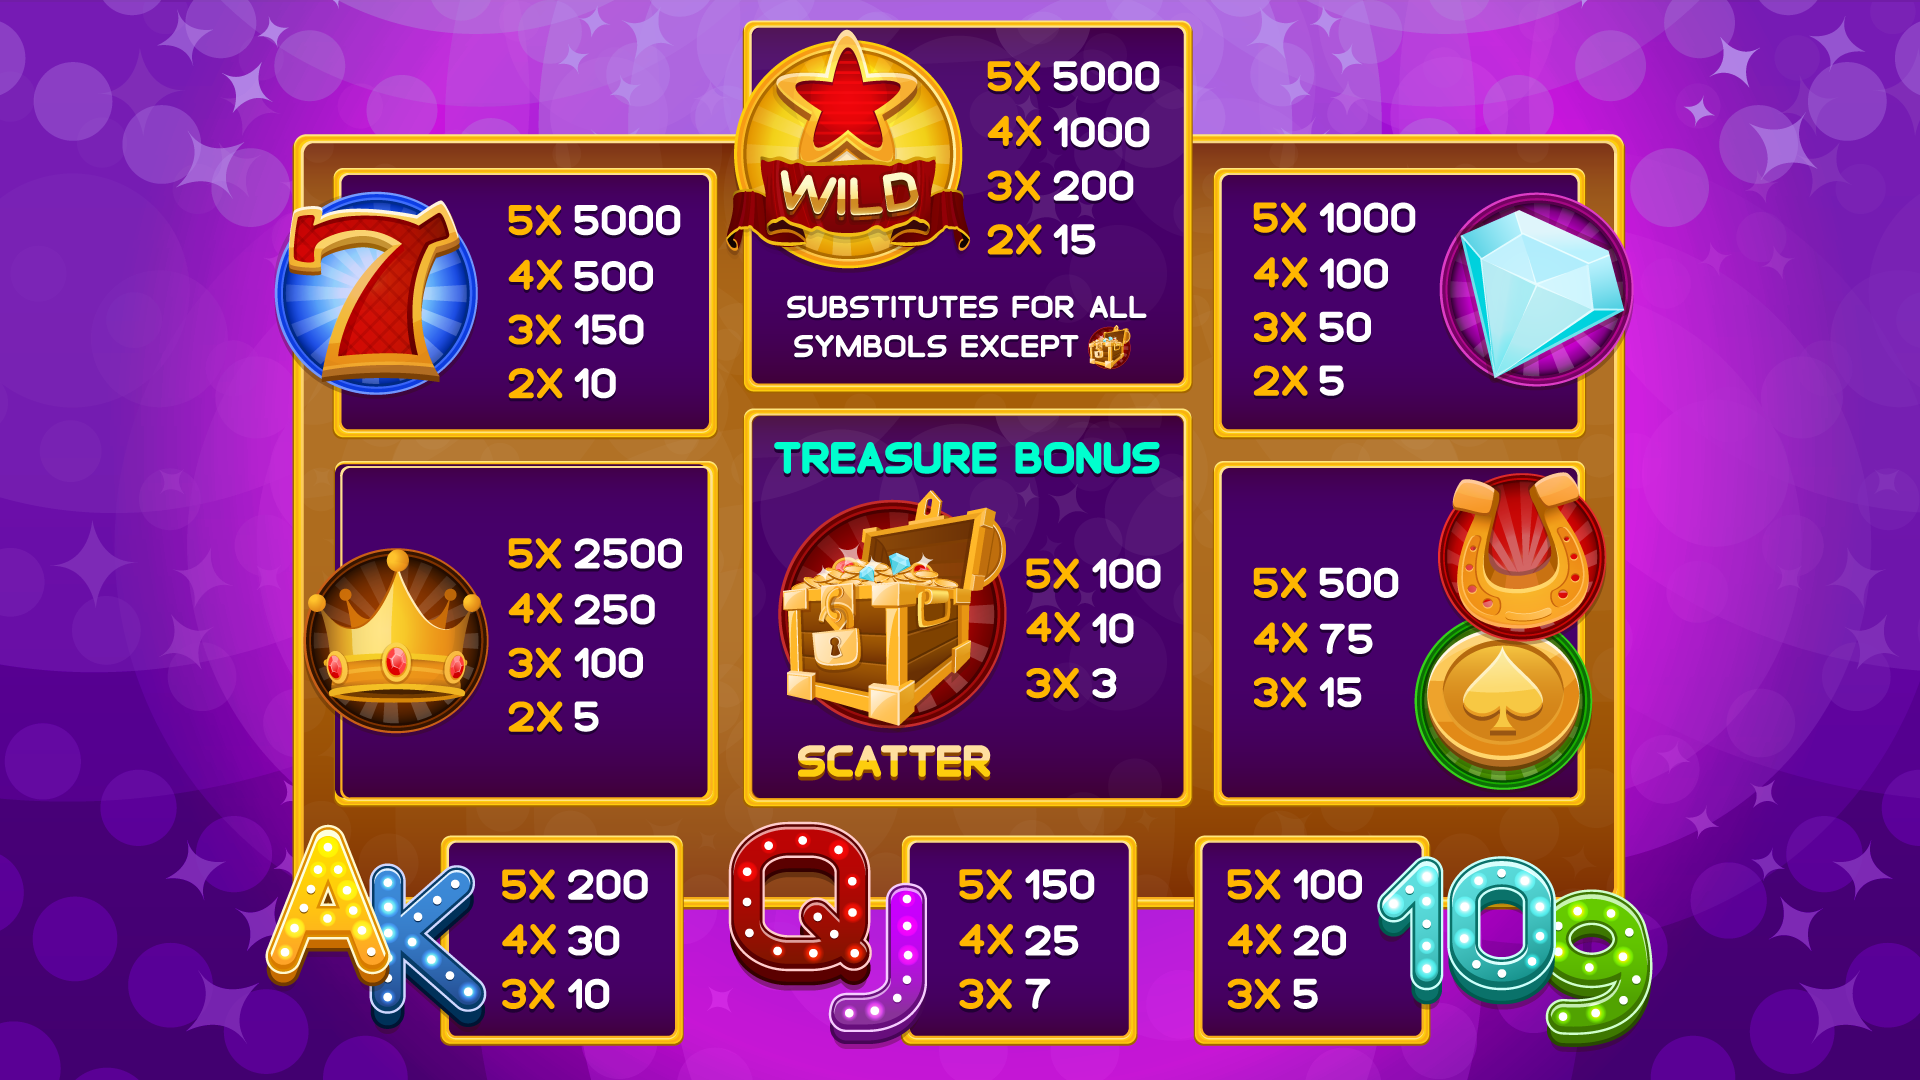 WILD
5X 5000
4X 1000
3X 200
2X 15
SUBSTITUTES FOR ALL
SYMBOLS EXCEPT
7
5X 5000
4X 500
3X 150
2X 10
5X 1000
4X 100
3X 50
2X 5
5X 2500
4X 250
3X 100
2X 5
TREASURE BONUS
5X 100
4X 10
3X 3
SCATTER
5X 500
4X 75
3X 15
A K
5X 200
4X 30
3X 10
Q J
5X 150
4X 25
3X 7
5X 100
4X 20
3X 5
10 9